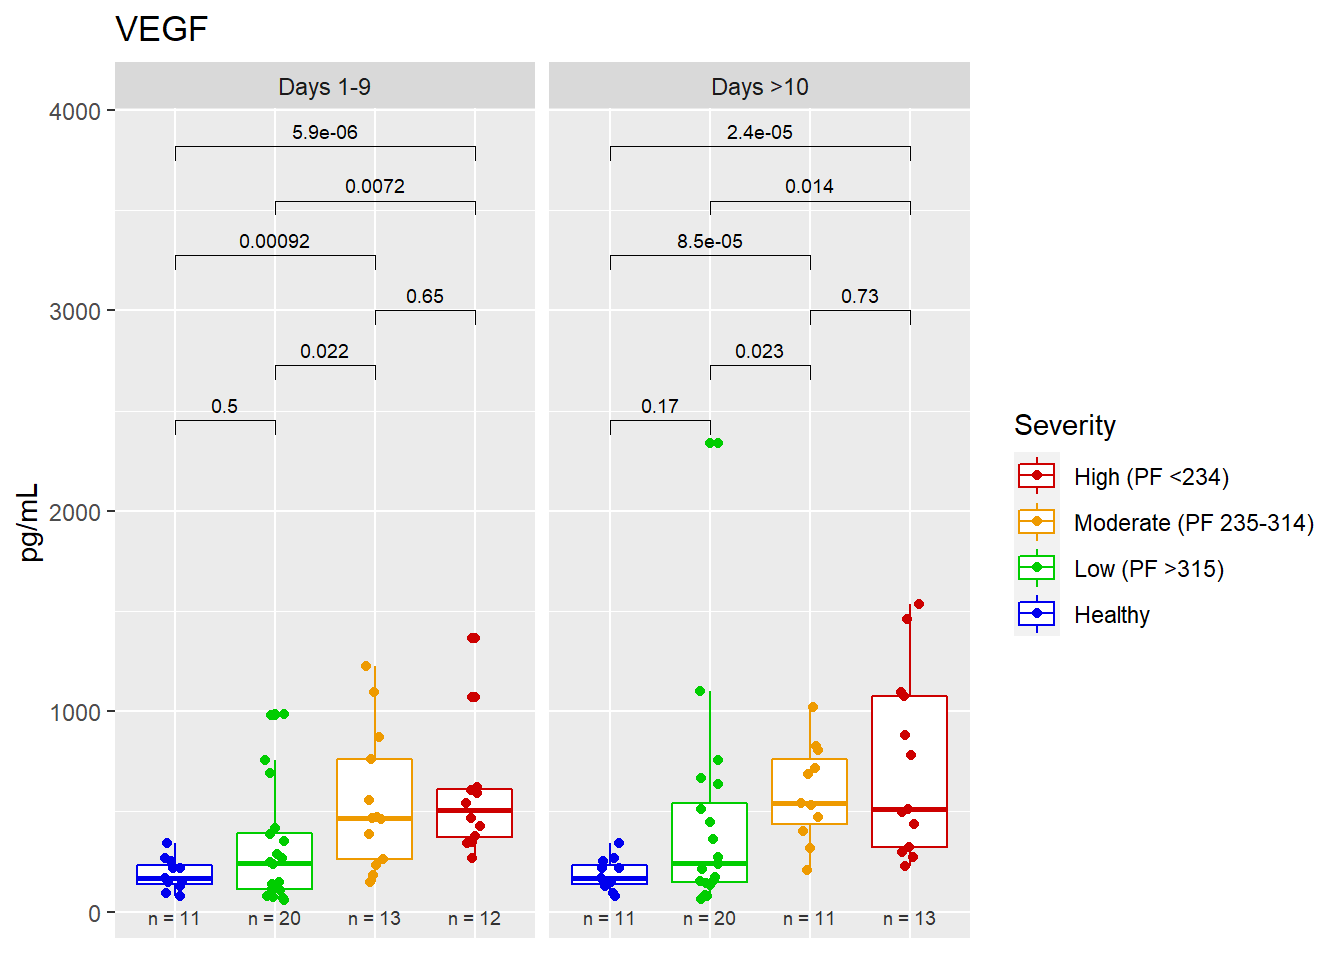 VEGF
Days 1-9
Days >10
4000
3000
2000
1000
0
pg/mL
5.9e-06
0.0072
0.00092
0.65
0.022
0.5
n = 11
n = 20
n = 13
n = 12
2.4e-05
0.014
8.5e-05
0.73
0.023
0.17
n = 11
n = 20
n = 11
n = 13
Severity
High (PF <234)
Moderate (PF 235-314)
Low (PF >315)
Healthy